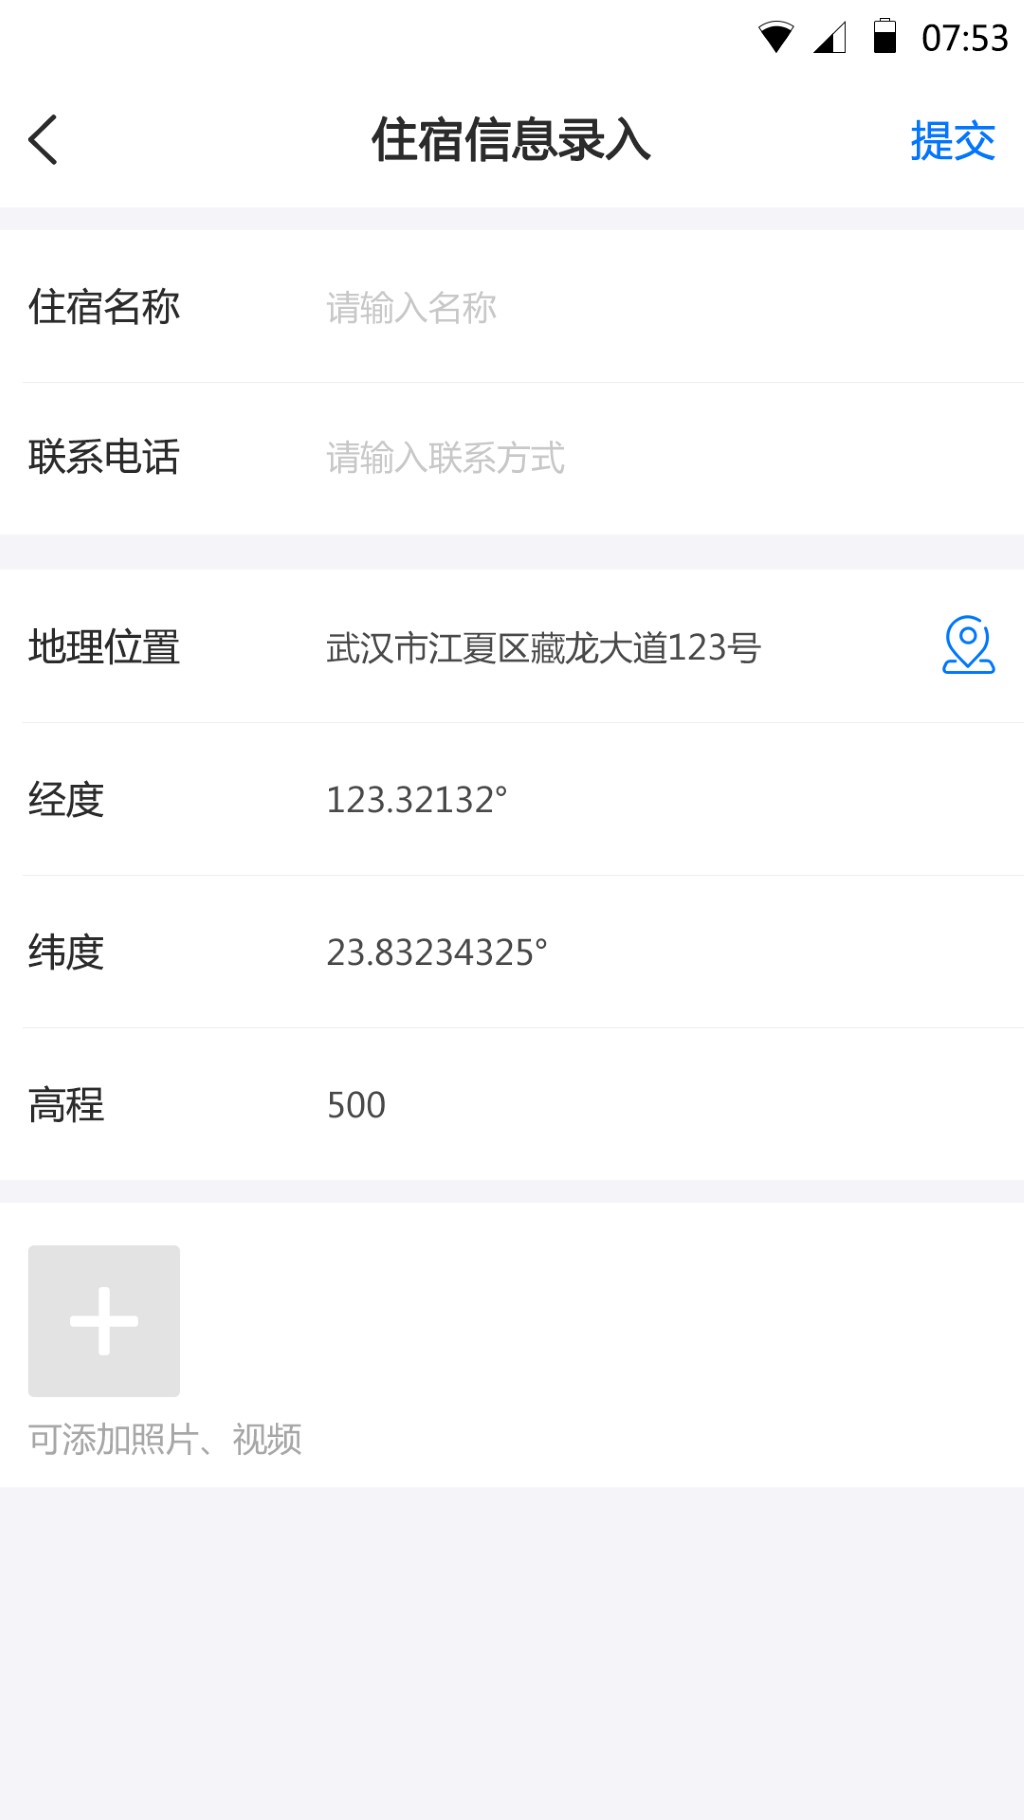 07:53
住宿信息录入
提交
住宿名称 请输入名称
联系电话 请输入联系方式
地理位置 武汉市江夏区藏龙大道123号
经度 123.32132°
纬度 23.83234325°
高程 500
可添加照片、视频